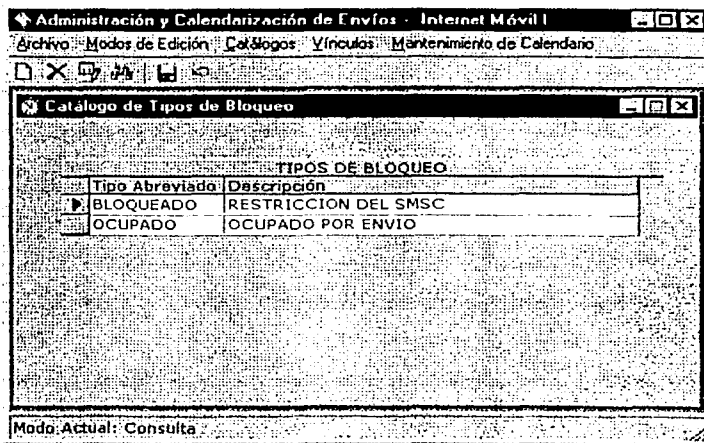 Administración y Calendarización de Envíos - Internet Móvil I
Archivo Modos de Edición Catálogos Vínculos Mantenimiento de Calendario
Catálogo de Tipos de Bloqueo
TIPOS DE BLOQUEO
Tipo Abreviado Descripción
BLOQUEADO RESTRICCION DEL SMSC
OCUPADO OCUPADO POR ENVIO
Modo Actual: Consulta